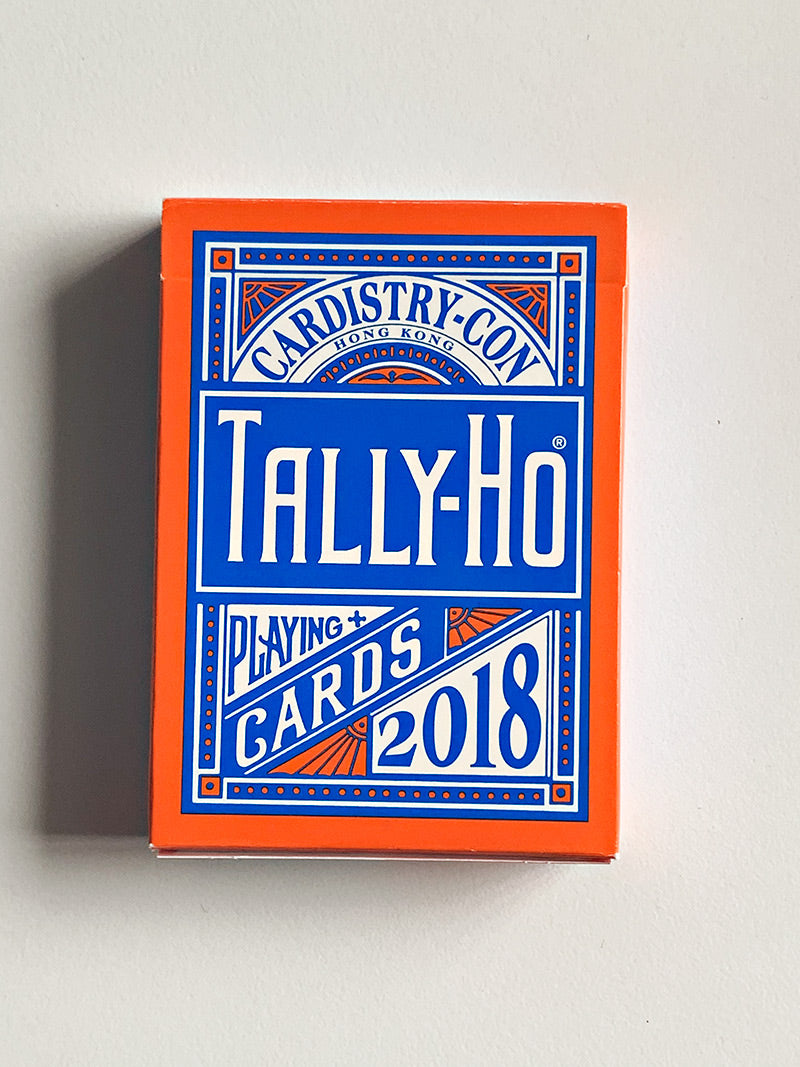 CARDISTRY-CON
HONG KONG
TALLY-HO®
PLAYING +
CARDS
2018